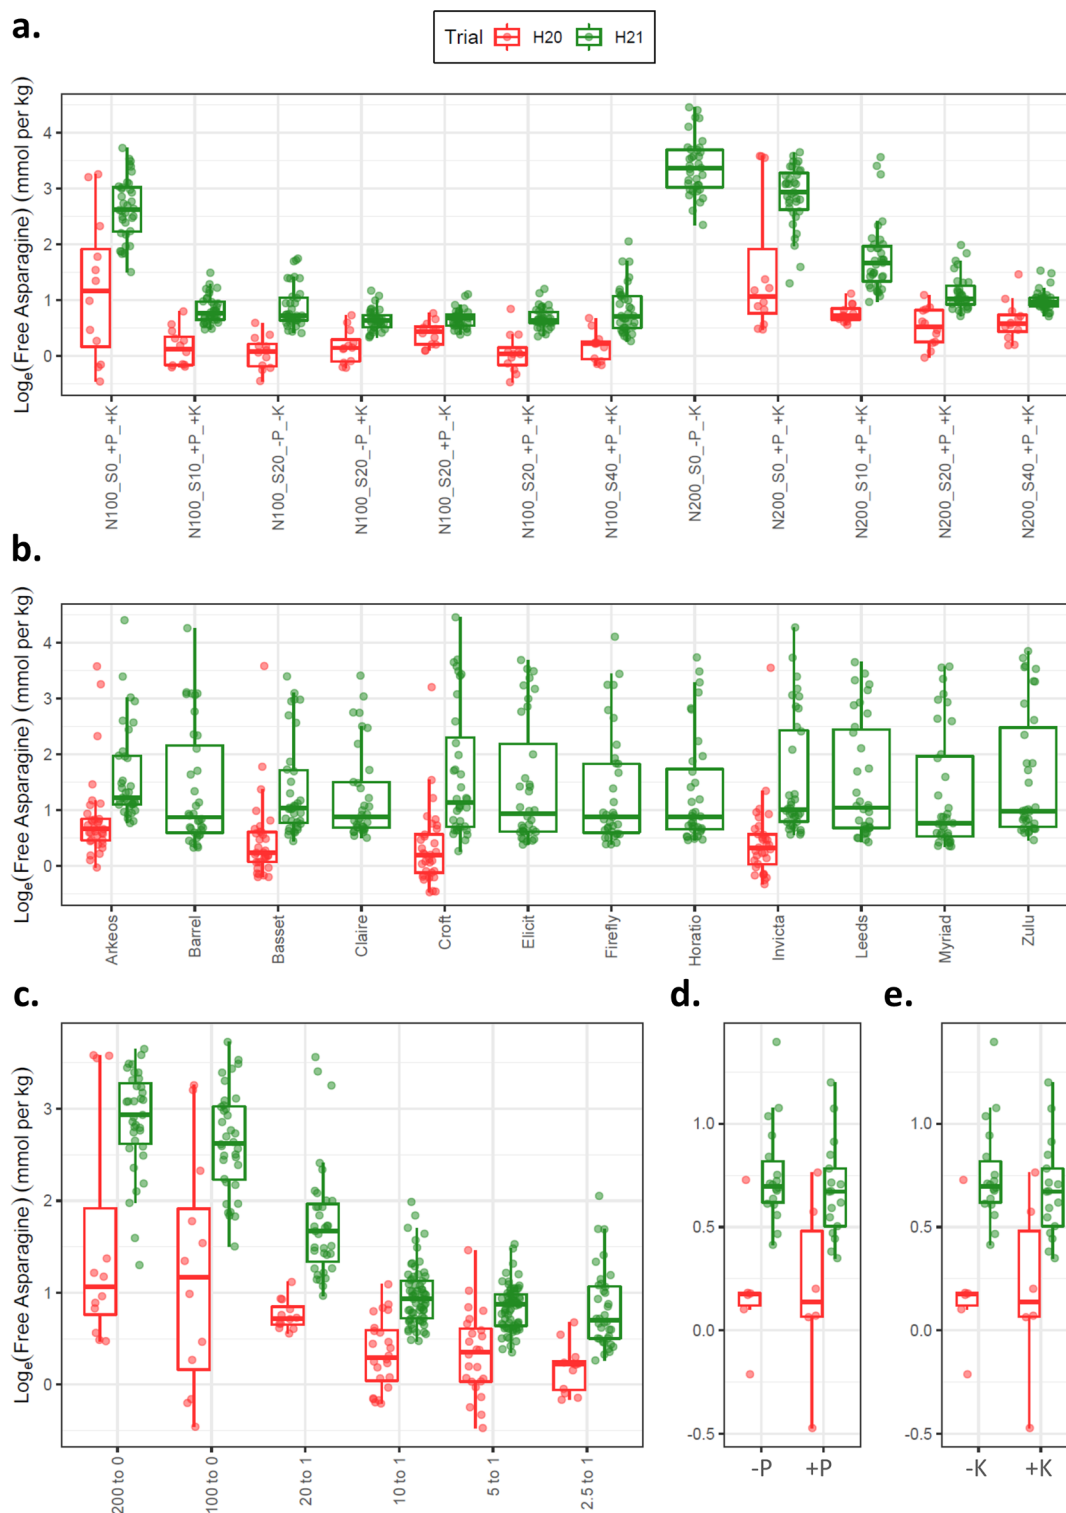 a.
Trial H20 H21
Logₑ(Free Asparagine) (mmol per kg)
4
3
2
1
0
N100_S0_+P_+K
N100_S10_+P_+K
N100_S20_-P_-K
N100_S20_-P_+K
N100_S20_+P_-K
N100_S20_+P_+K
N100_S40_+P_+K
N200_S0_-P_-K
N200_S0_+P_+K
N200_S10_+P_+K
N200_S20_+P_+K
N200_S40_+P_+K
b.
Logₑ(Free Asparagine) (mmol per kg)
4
3
2
1
0
Arkeos
Barrel
Basset
Claire
Croft
Elicit
Firefly
Horatio
Invicta
Leeds
Myriad
Zulu
c.
Logₑ(Free Asparagine) (mmol per kg)
3
2
1
0
200 to 0
100 to 0
20 to 1
10 to 1
5 to 1
2.5 to 1
d.
1.0
0.5
0.0
-0.5
-P +P
e.
1.0
0.5
0.0
-0.5
-K +K